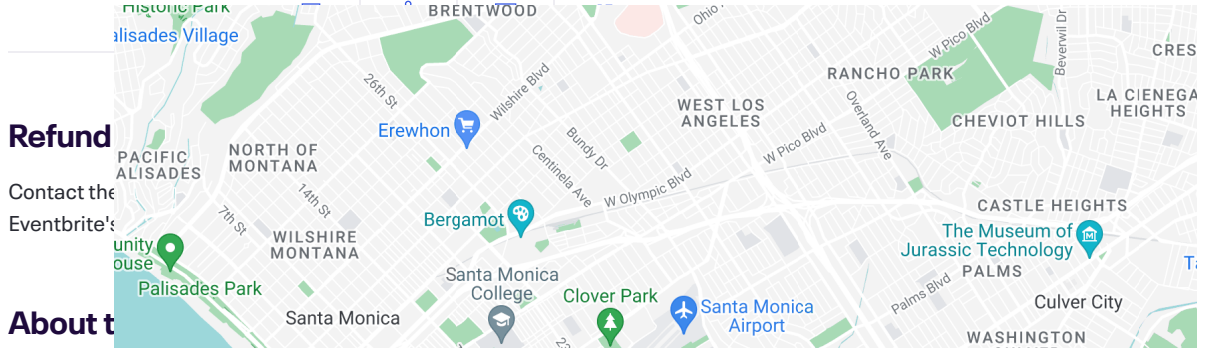 Historic Park
BRENTWOOD
Ohio
alisades Village
W Pico Blvd
Beverwil Dr
CRES
26th St
Wilshire Blvd
RANCHO PARK
WEST LOS
ANGELES
LA CIENEGA
HEIGHTS
Overland Ave
CHEVIOT HILLS
Refund
Erewhon
Bundy Dr
W Pico Blvd
PACIFIC
ALISADES
NORTH OF
MONTANA
Centinela Ave
W Olympic Blvd
Contact the
14th St
CASTLE HEIGHTS
Eventbrite's
7th St
Bergamot
The Museum of
Jurassic Technology
WILSHIRE
MONTANA
unity
ouse
PALMS
Palisades Park
Santa Monica
College
Clover Park
Palms Blvd
Culver City
About t
Santa Monica
Santa Monica
Airport
WASHINGTON